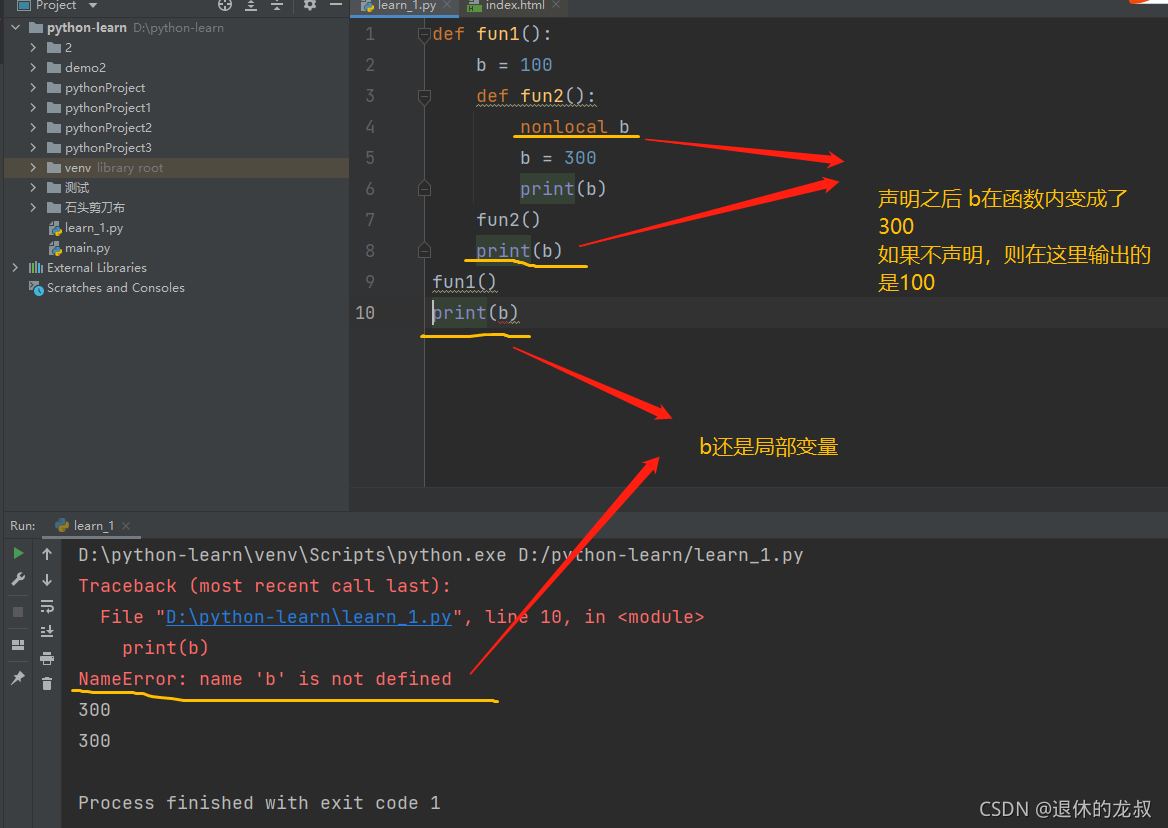 Project
learn_1.py
index.html
python-learn D:\python-learn
2
demo2
pythonProject
pythonProject1
pythonProject2
pythonProject3
venv library root
测试
石头剪刀布
learn_1.py
main.py
External Libraries
Scratches and Consoles
1 def fun1():
2 b = 100
3 def fun2():
4 nonlocal b
5 b = 300
6 print(b)
7 fun2()
8 print(b)
9 fun1()
10 print(b)
声明之后 b在函数内变成了
300
如果不声明，则在这里输出的
是100
b还是局部变量
Run: learn_1
D:\python-learn\venv\Scripts\python.exe D:/python-learn/learn_1.py
Traceback (most recent call last):
File "D:\python-learn\learn_1.py", line 10, in <module>
print(b)
NameError: name 'b' is not defined
300
300
Process finished with exit code 1
CSDN @退休的龙叔